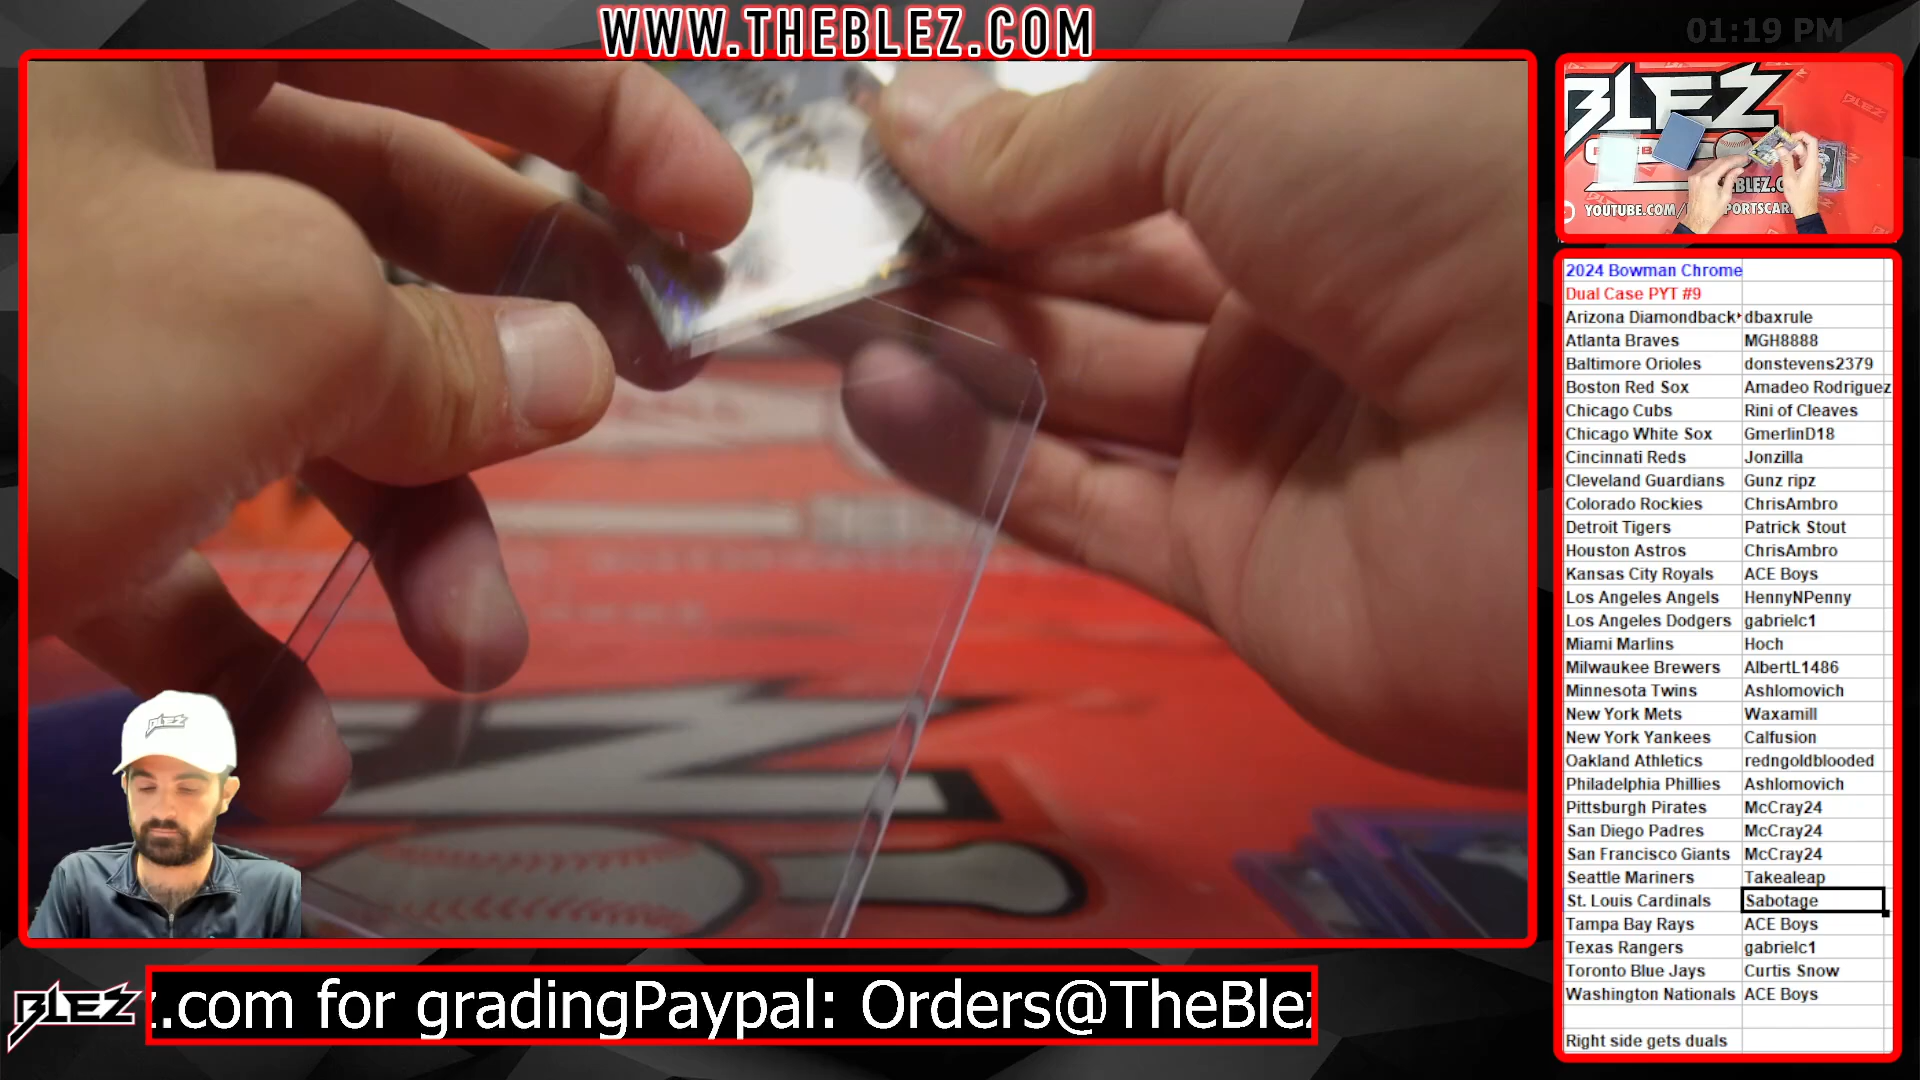 WWW.THEBLEZ.COM
01:19 PM
BLEZ
YOUTUBE.COM/
2024 Bowman Chrome
Dual Case PYT #9
Arizona Diamondback dbaxrule
Atlanta Braves MGH8888
Baltimore Orioles donstevens2379
Boston Red Sox Amadeo Rodriguez
Chicago Cubs Rini of Cleaves
Chicago White Sox GmerlinD18
Cincinnati Reds Jonzilla
Cleveland Guardians Gunz ripz
Colorado Rockies ChrisAmbro
Detroit Tigers Patrick Stout
Houston Astros ChrisAmbro
Kansas City Royals ACE Boys
Los Angeles Angels HennyNPenny
Los Angeles Dodgers gabrielc1
Miami Marlins Hoch
Milwaukee Brewers AlbertL1486
Minnesota Twins Ashlomovich
New York Mets Waxamill
New York Yankees Calfusion
Oakland Athletics redngoldblooded
Philadelphia Phillies Ashlomovich
Pittsburgh Pirates McCray24
San Diego Padres McCray24
San Francisco Giants McCray24
Seattle Mariners Takealeap
St. Louis Cardinals Sabotage
Tampa Bay Rays ACE Boys
Texas Rangers gabrielc1
Toronto Blue Jays Curtis Snow
Washington Nationals ACE Boys
Right side gets duals
BLEZ
BLEZ
z.com for gradingPaypal: Orders@TheBlez